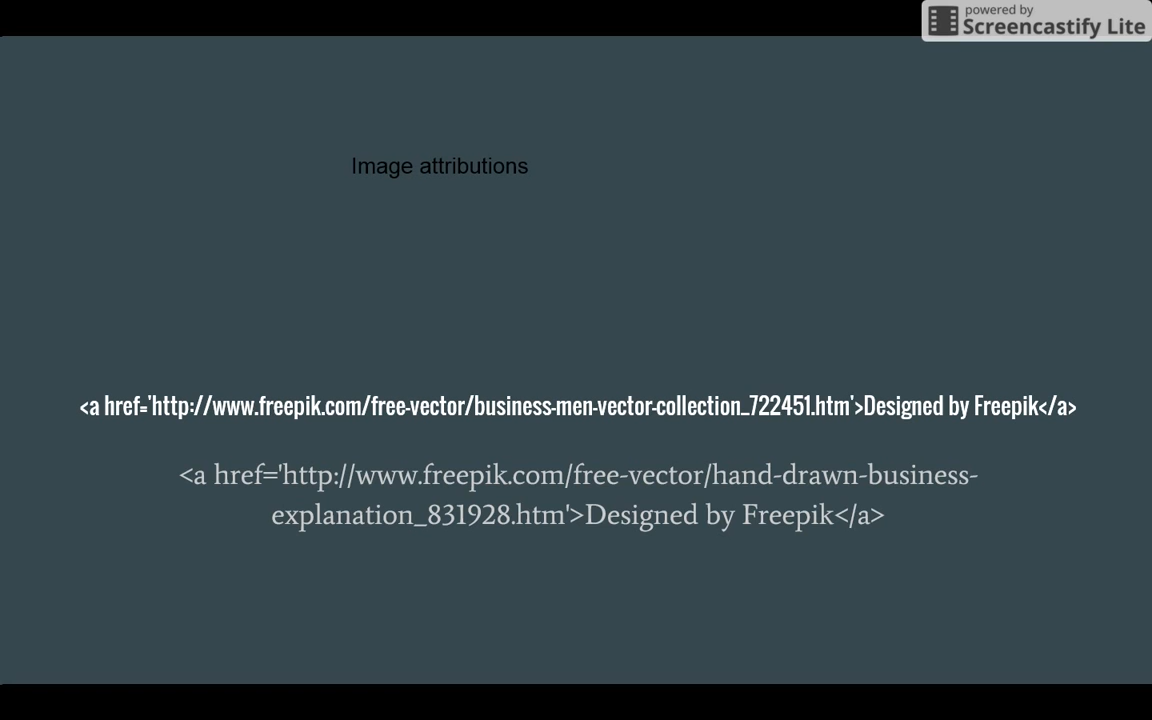 powered by
Screencastify Lite
Image attributions
<a href='http://www.freepik.com/free-vector/business-men-vector-collection_722451.htm'>Designed by Freepik</a>
<a href='http://www.freepik.com/free-vector/hand-drawn-business-
explanation_831928.htm'>Designed by Freepik</a>